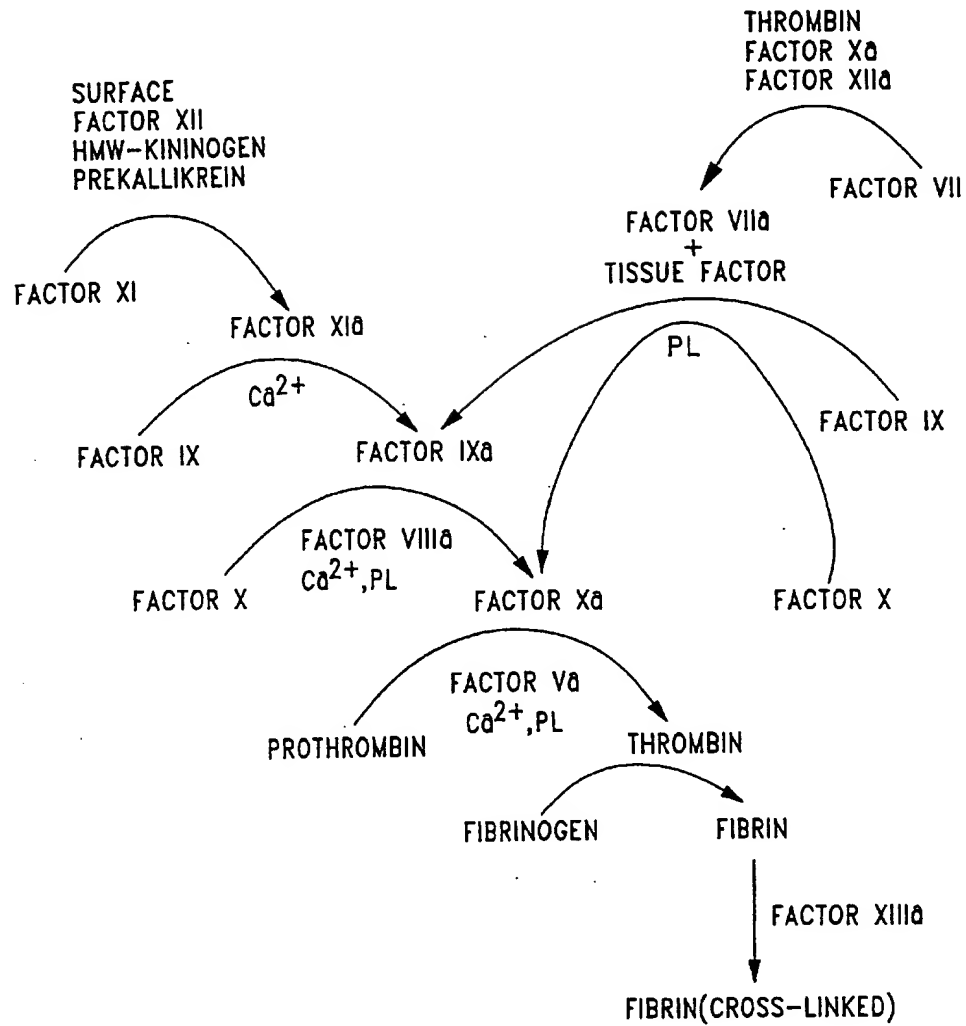 THROMBIN
FACTOR Xa
FACTOR XIIa
SURFACE
FACTOR XII
HMW-KININOGEN
PREKALLIKREIN
FACTOR VII
FACTOR VIIa
+
TISSUE FACTOR
FACTOR XI
FACTOR XIa
PL
Ca2+
FACTOR IX
FACTOR IX
FACTOR IXa
FACTOR VIIIa
Ca2+,PL
FACTOR X
FACTOR Xa
FACTOR X
FACTOR Va
Ca2+,PL
PROTHROMBIN
THROMBIN
FIBRINOGEN
FIBRIN
FACTOR XIIIa
FIBRIN(CROSS-LINKED)